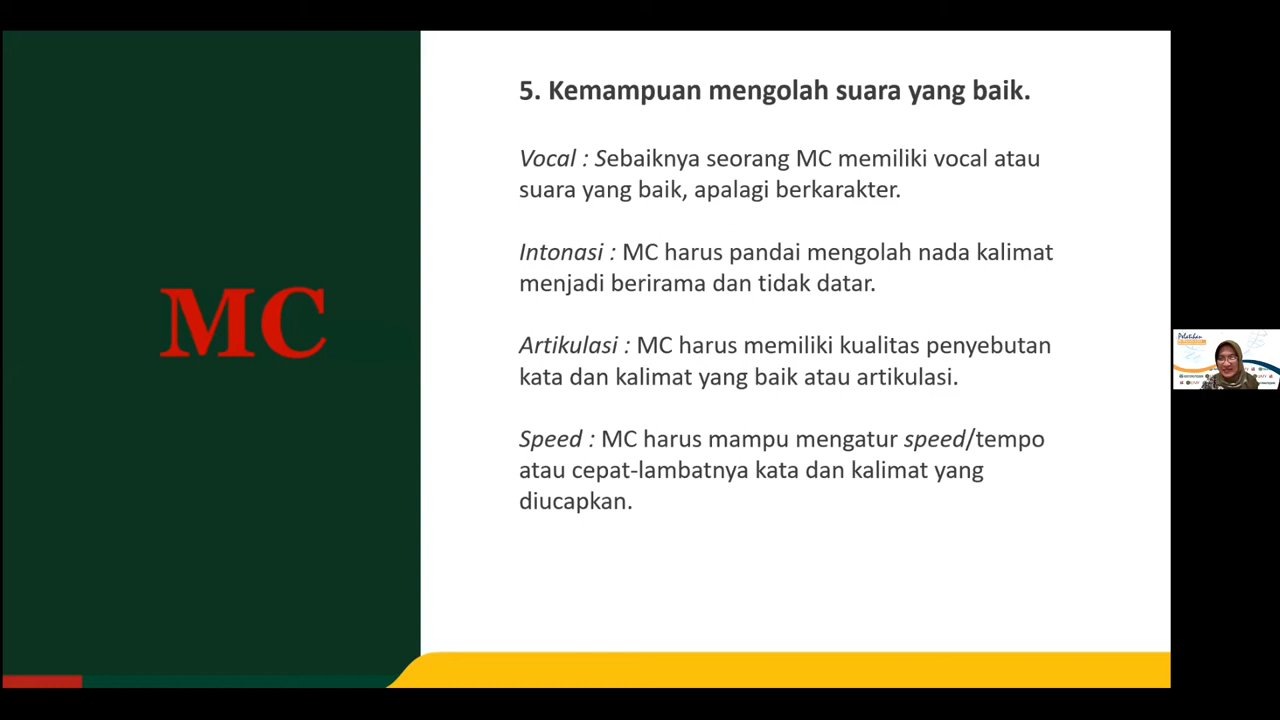 MC
5. Kemampuan mengolah suara yang baik.
Vocal : Sebaiknya seorang MC memiliki vocal atau
suara yang baik, apalagi berkarakter.
Intonasi : MC harus pandai mengolah nada kalimat
menjadi berirama dan tidak datar.
Artikulasi : MC harus memiliki kualitas penyebutan
kata dan kalimat yang baik atau artikulasi.
Speed : MC harus mampu mengatur speed/tempo
atau cepat-lambatnya kata dan kalimat yang
diucapkan.
Pelatihan